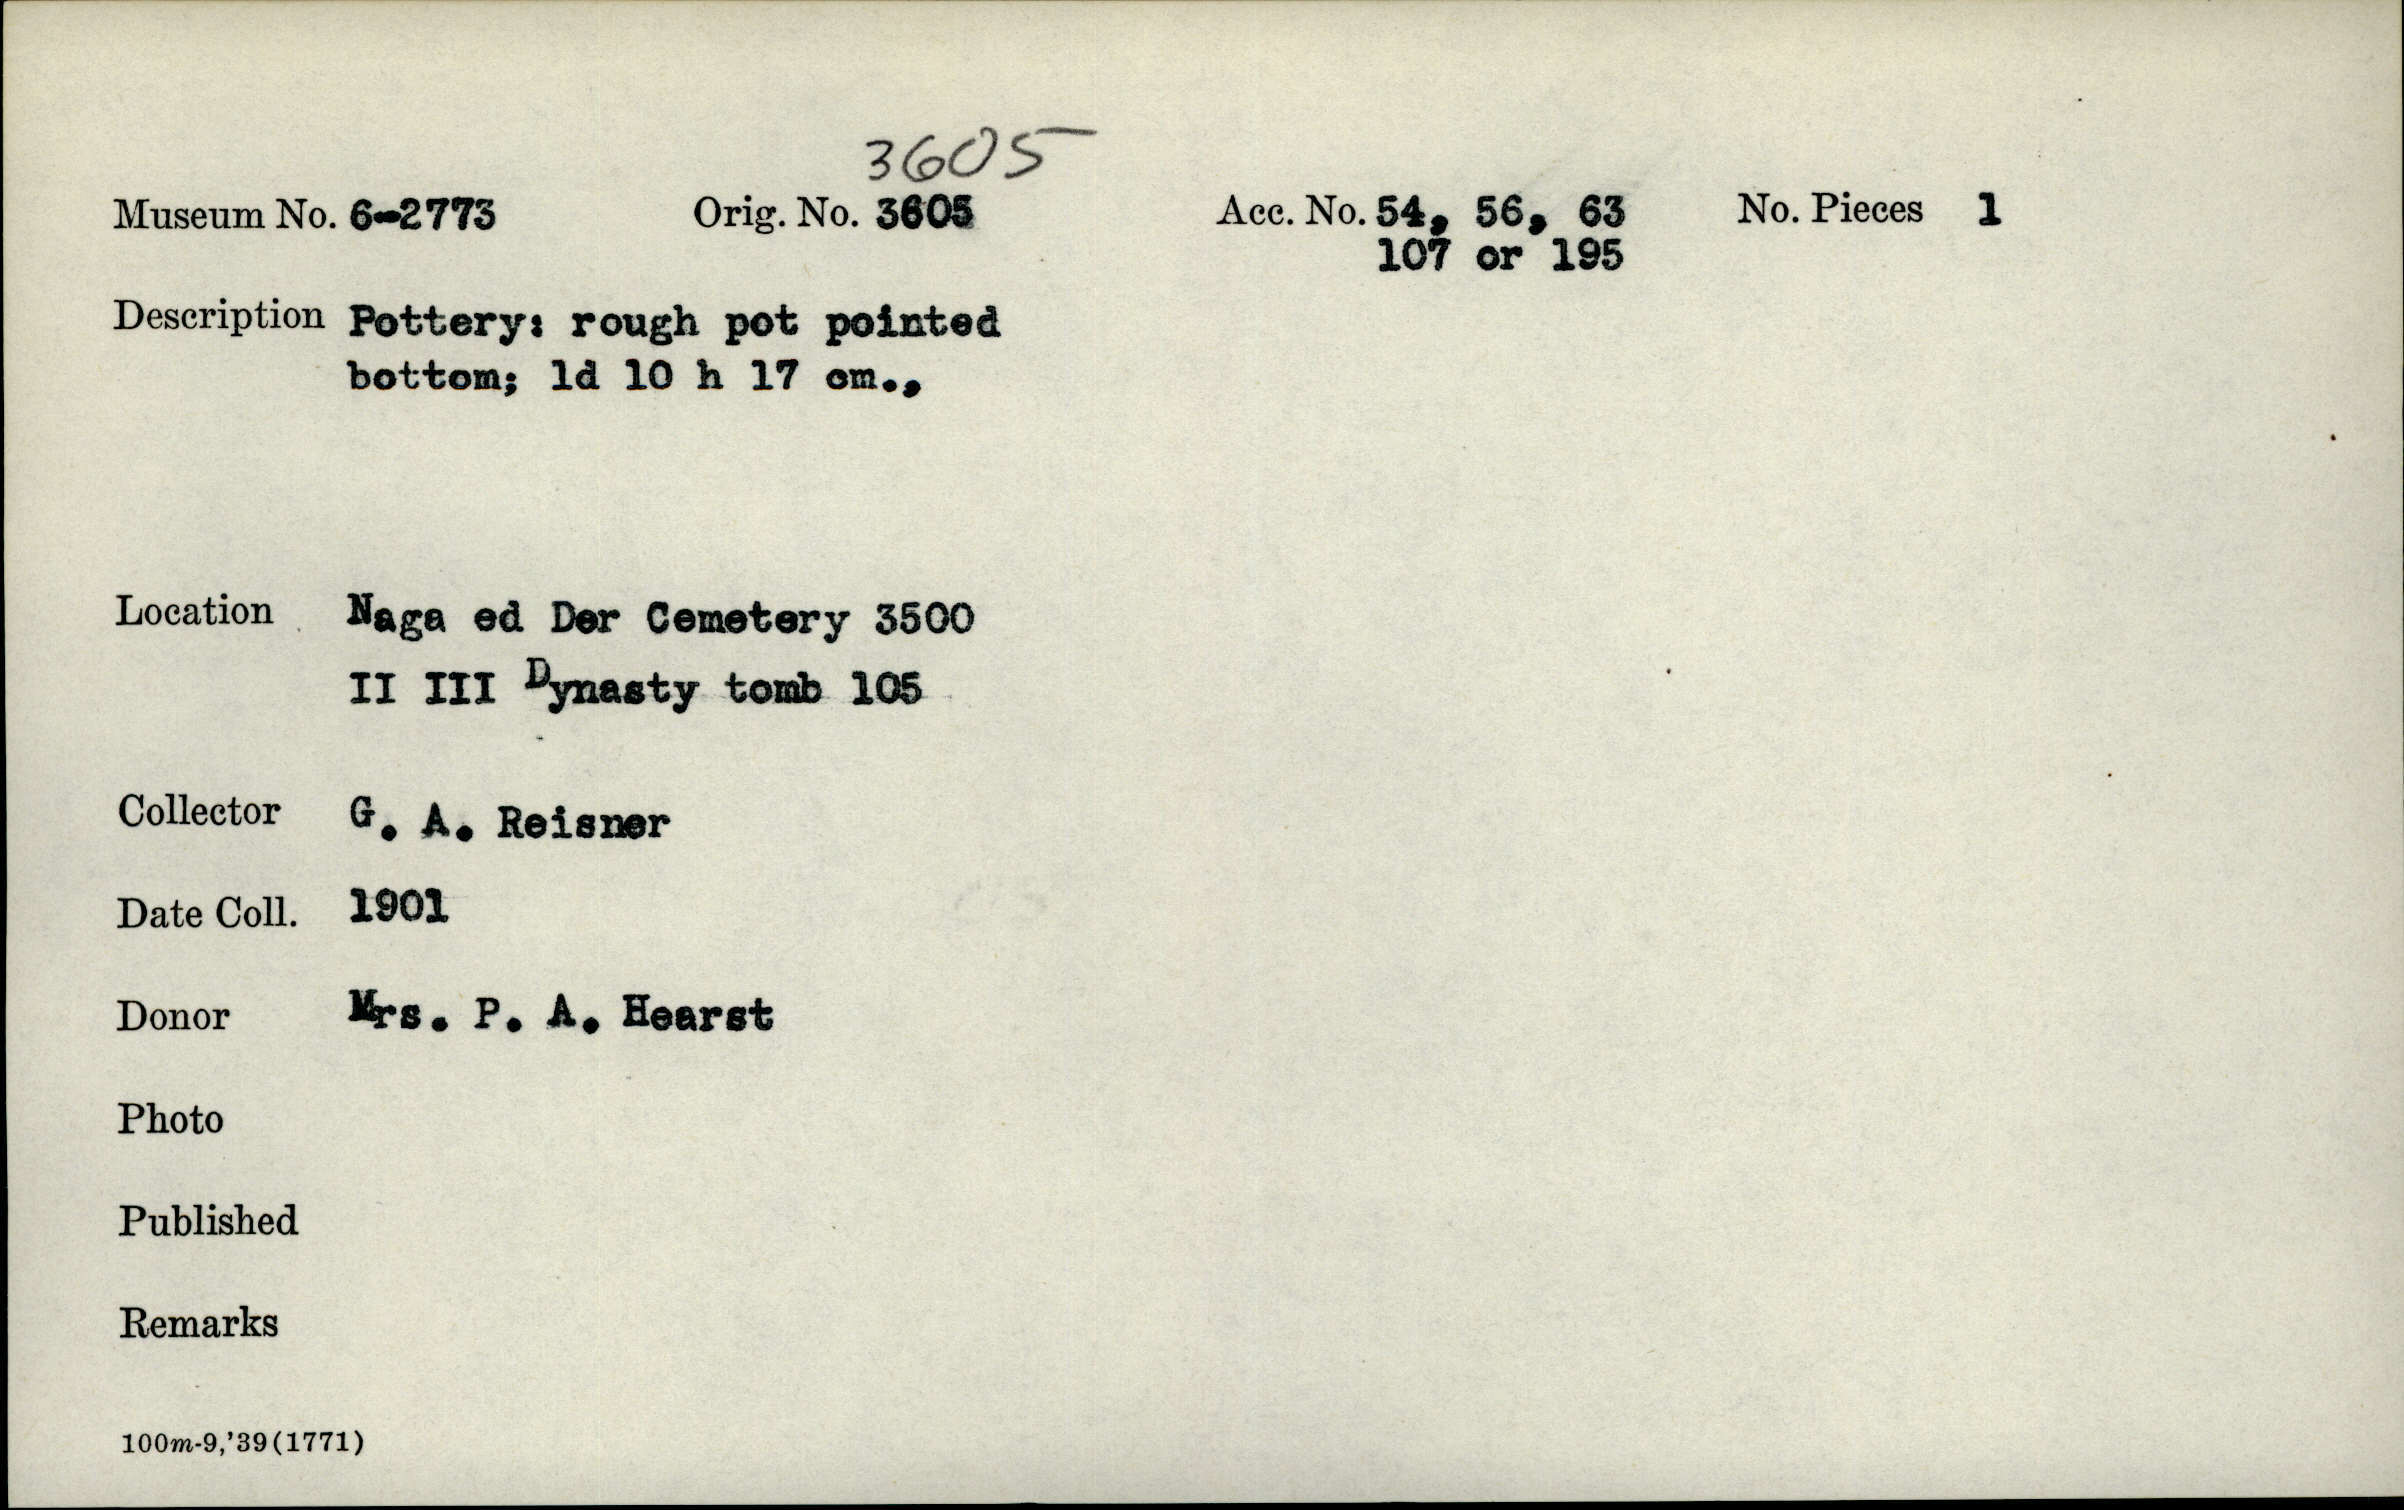 3605
Museum No. 6-2773 Orig. No. 3605 Acc. No. 54, 56, 63 No. Pieces 1
107 or 195
Description Pottery: rough pot pointed
bottom; ld 10 h 17 cm.,
Location Naga ed Der Cemetery 3500
II III Dynasty tomb 105
Collector G. A. Reisner
Date Coll. 1901
Donor Mrs. P. A. Hearst
Photo
Published
Remarks
100m-9,'39(1771)